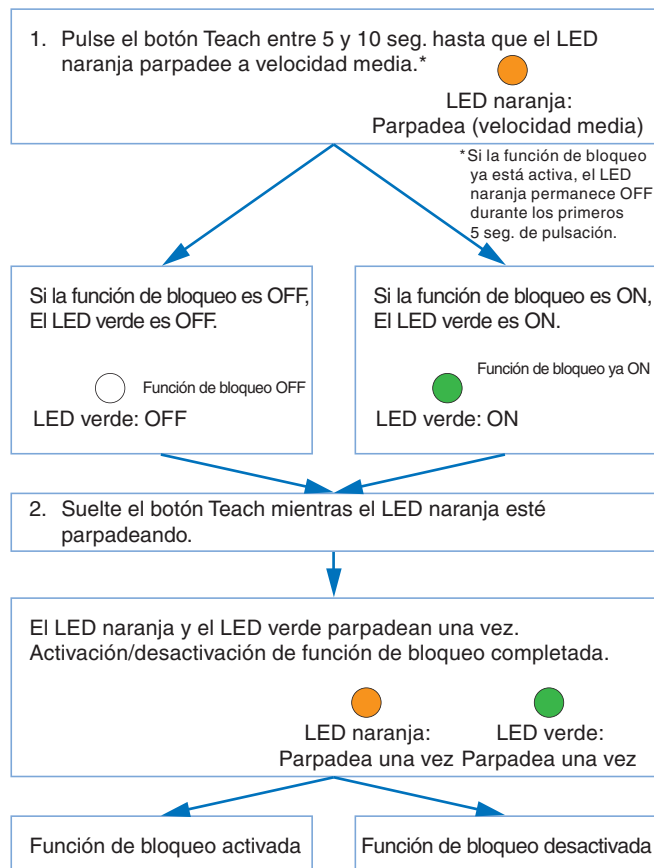 1. Pulse el botón Teach entre 5 y 10 seg. hasta que el LED
naranja parpadee a velocidad media.*
LED naranja:
Parpadea (velocidad media)
*Si la función de bloqueo
ya está activa, el LED
naranja permanece OFF
durante los primeros
5 seg. de pulsación.
Si la función de bloqueo es OFF,
El LED verde es OFF.
Función de bloqueo OFF
LED verde: OFF
Si la función de bloqueo es ON,
El LED verde es ON.
Función de bloqueo ya ON
LED verde: ON
2. Suelte el botón Teach mientras el LED naranja esté
parpadeando.
El LED naranja y el LED verde parpadean una vez.
Activación/desactivación de función de bloqueo completada.
LED naranja:
Parpadea una vez
LED verde:
Parpadea una vez
Función de bloqueo activada
Función de bloqueo desactivada